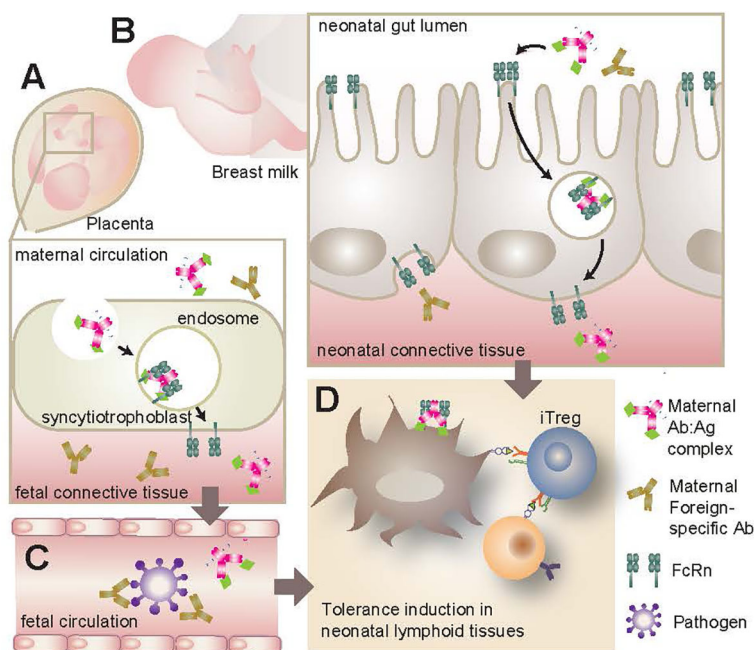 A
B
Placenta
Breast milk
neonatal gut lumen
neonatal connective tissue
maternal circulation
endosome
syncytiotrophoblast
fetal connective tissue
C
fetal circulation
D
iTreg
Tolerance induction in
neonatal lymphoid tissues
Maternal
Ab:Ag
complex
Maternal
Foreign-
specific Ab
FcRn
Pathogen